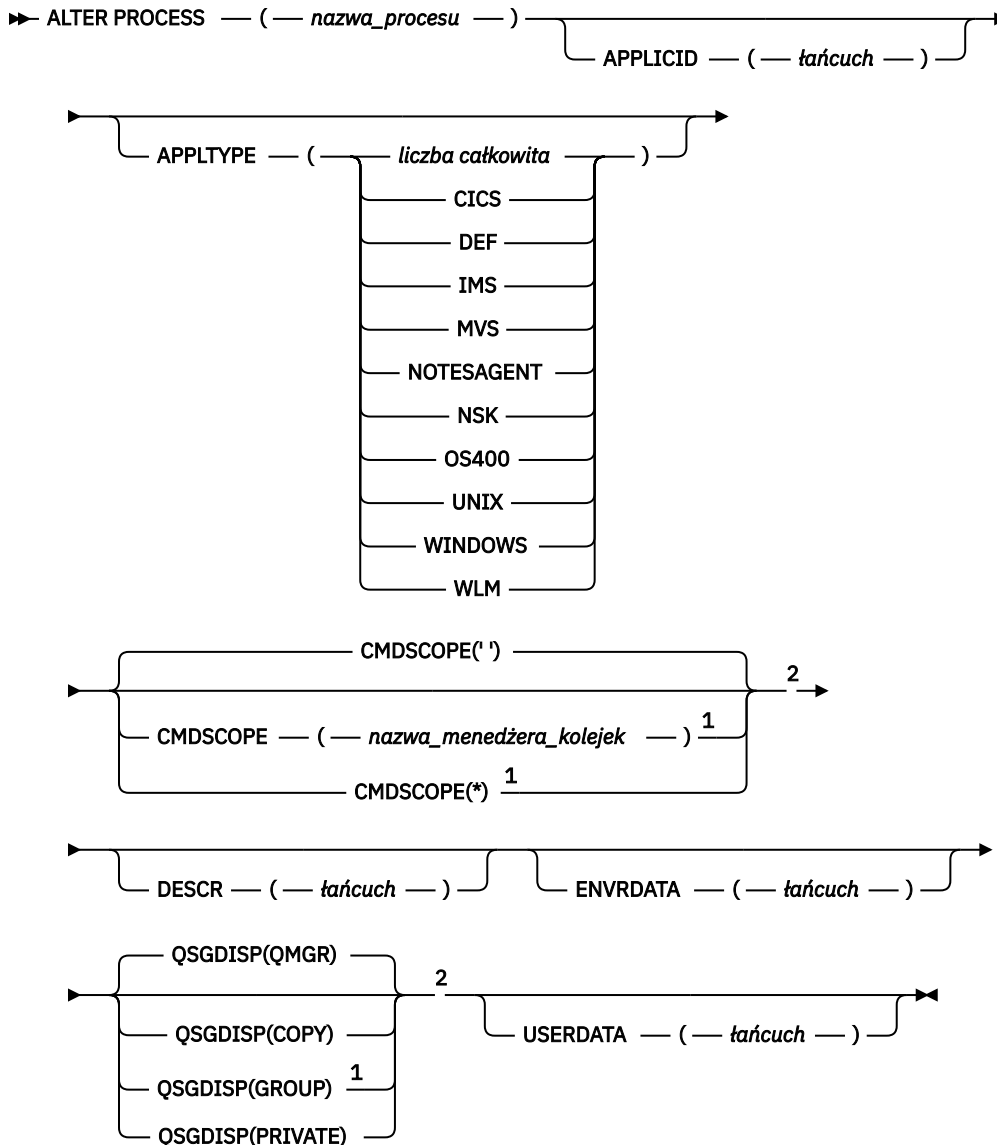 ALTER PROCESS ( nazwa_procesu )
APPLICID ( łańcuch )
APPLTYPE ( liczba całkowita )
CICS
DEF
IMS
MVS
NOTESAGENT
NSK
OS400
UNIX
WINDOWS
WLM
CMDSCOPE(' ')
2
CMDSCOPE ( nazwa_menedżera_kolejek ) 1
CMDSCOPE(*) 1
DESCR ( łańcuch ) ENVRDATA ( łańcuch )
QSGDISP(QMGR)
2
QSGDISP(COPY) USERDATA ( łańcuch )
QSGDISP(GROUP) 1
QSGDISP(PRIVATE)